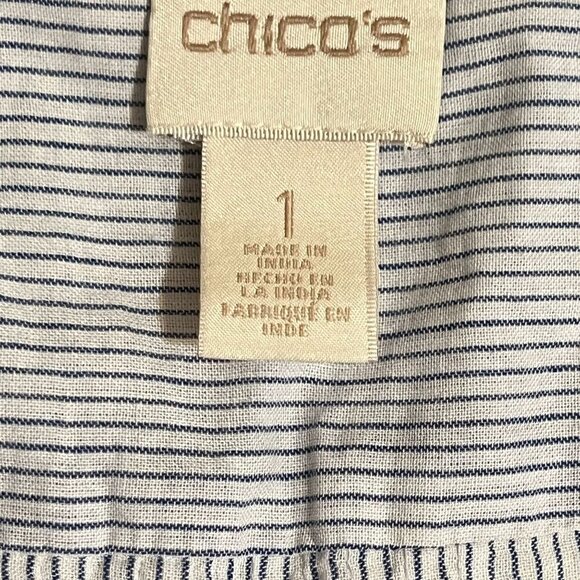 chico's
1
MADE IN
INDIA
HECHO EN
LA INDIA
FABRIQUÉ EN
INDE